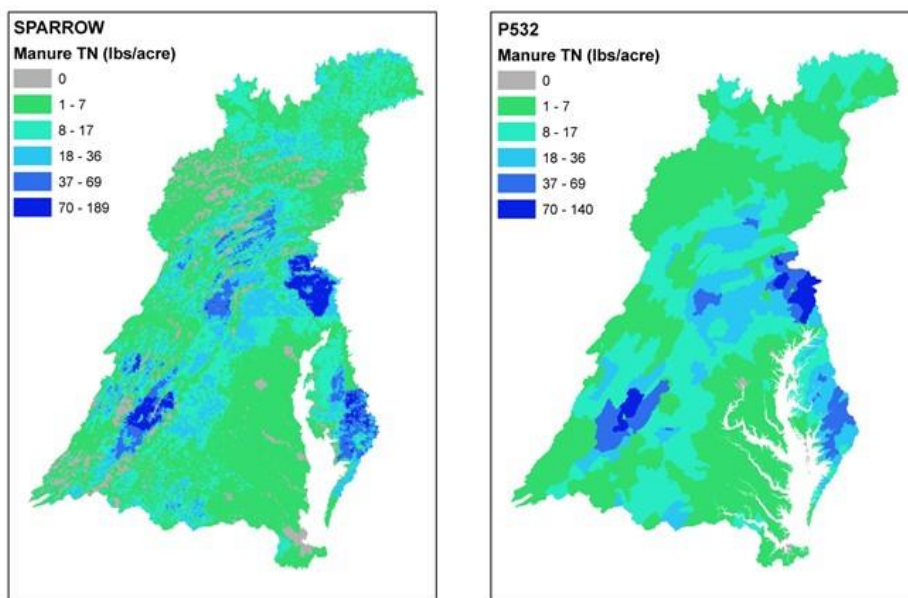 SPARROW
Manure TN (lbs/acre)
0
1 - 7
8 - 17
18 - 36
37 - 69
70 - 189
P532
Manure TN (lbs/acre)
0
1 - 7
8 - 17
18 - 36
37 - 69
70 - 140